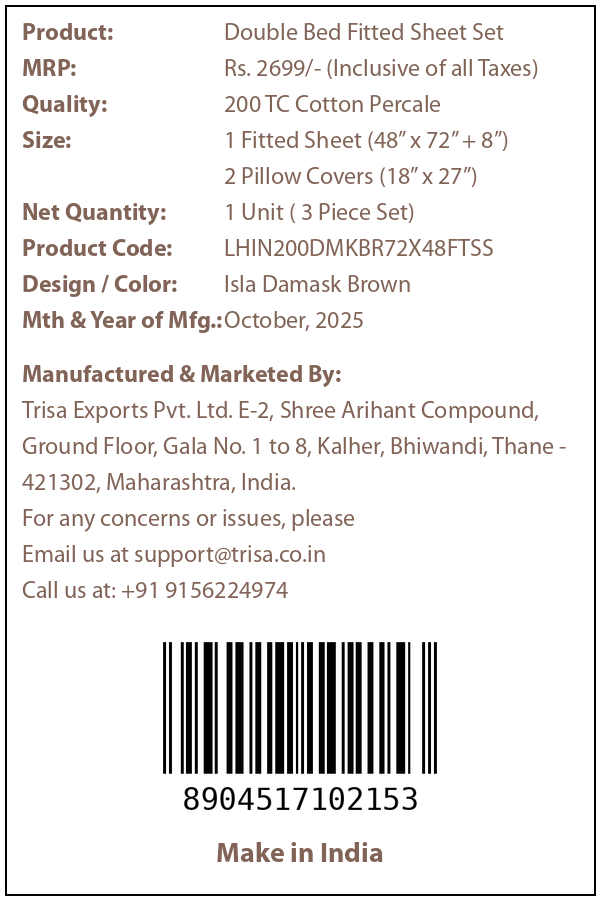 Product: Double Bed Fitted Sheet Set
MRP: Rs. 2699/- (Inclusive of all Taxes)
Quality: 200 TC Cotton Percale
Size: 1 Fitted Sheet (48” x 72” + 8”)
2 Pillow Covers (18” x 27”)
Net Quantity: 1 Unit ( 3 Piece Set)
Product Code: LHIN200DMKBR72X48FTSS
Design / Color: Isla Damask Brown
Mth & Year of Mfg.: October, 2025
Manufactured & Marketed By:
Trisa Exports Pvt. Ltd. E-2, Shree Arihant Compound,
Ground Floor, Gala No. 1 to 8, Kalher, Bhiwandi, Thane -
421302, Maharashtra, India.
For any concerns or issues, please
Email us at support@trisa.co.in
Call us at: +91 9156224974
8904517102153
Make in India